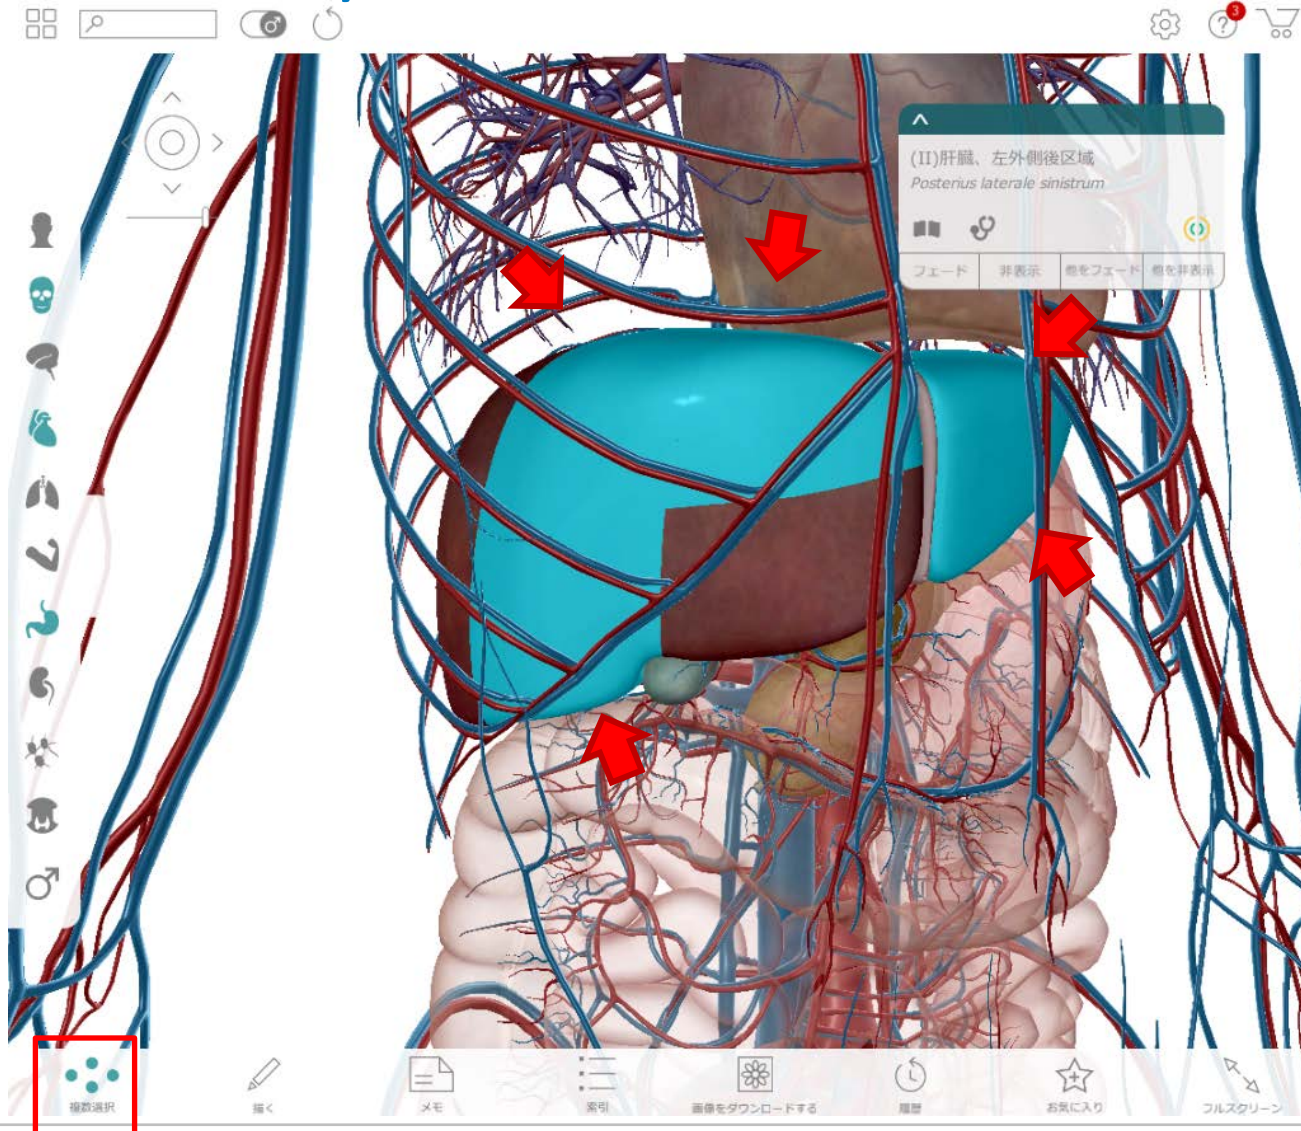 3
(II)肝臓、左外側後区域
Posterius laterale sinistrum
フェード
非表示
他をフェード
他を非表示
複数選択
描く
メモ
索引
画像をダウンロードする
履歴
お気に入り
フルスクリーン